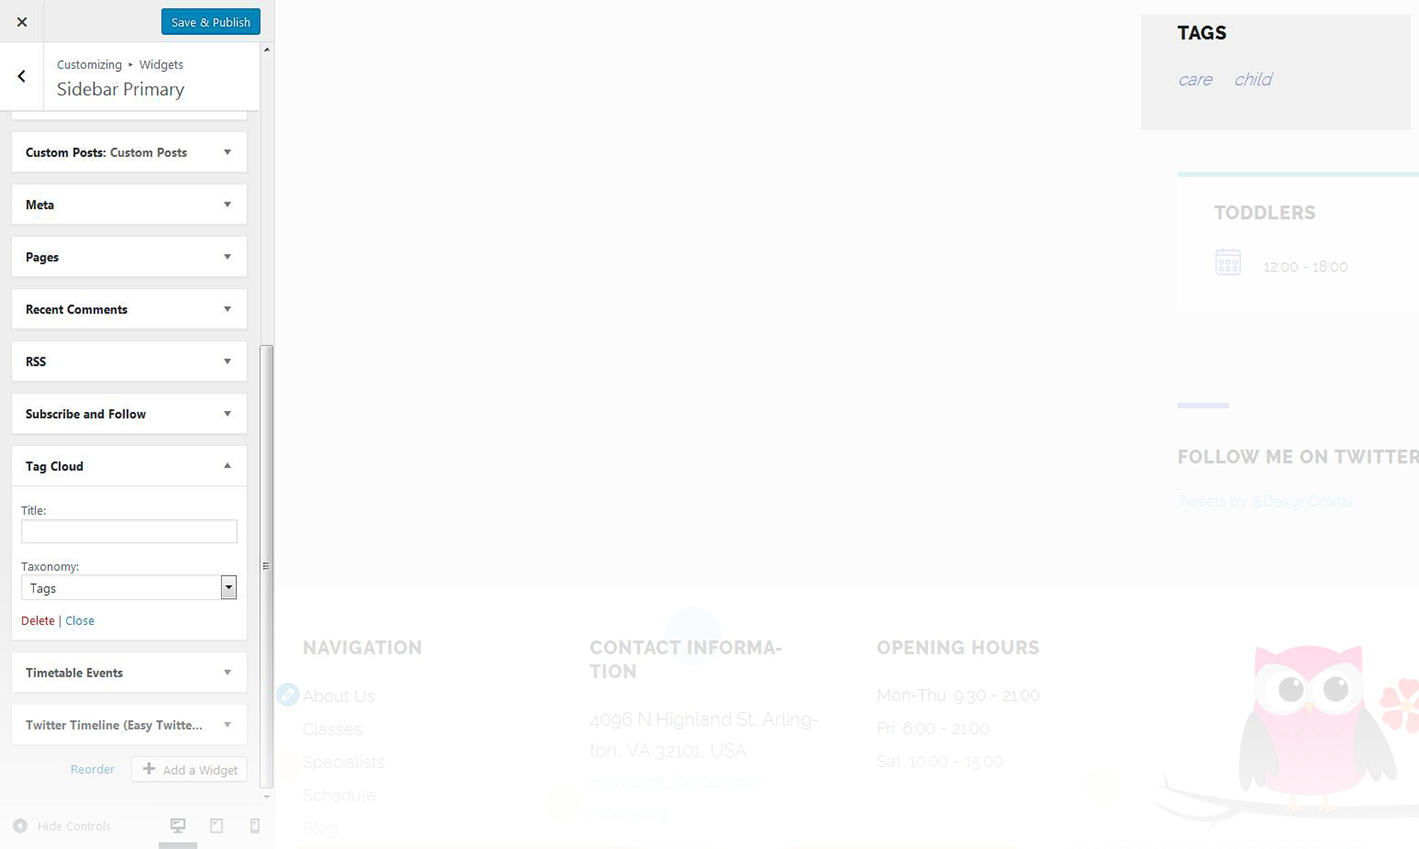 Save & Publish
Customizing ▸ Widgets
Sidebar Primary
Custom Posts: Custom Posts
Meta
Pages
Recent Comments
RSS
Subscribe and Follow
Tag Cloud
Title:
Taxonomy:
Tags
Delete | Close
Timetable Events
Twitter Timeline (Easy Twitte...
Reorder
Add a Widget
Hide Controls
TAGS
care child
TODDLERS
12:00 - 18:00
FOLLOW ME ON TWITTER
Tweets by @DesignOrbital
NAVIGATION
About Us
Classes
Specialists
Schedule
Blog
CONTACT INFORMA-
TION
4096 N Highland St. Arling-
ton, VA 32101, USA
OPENING HOURS
Mon-Thu: 9:30 - 21:00
Fri: 6:00 - 21:00
Sat: 10:00 - 15:00